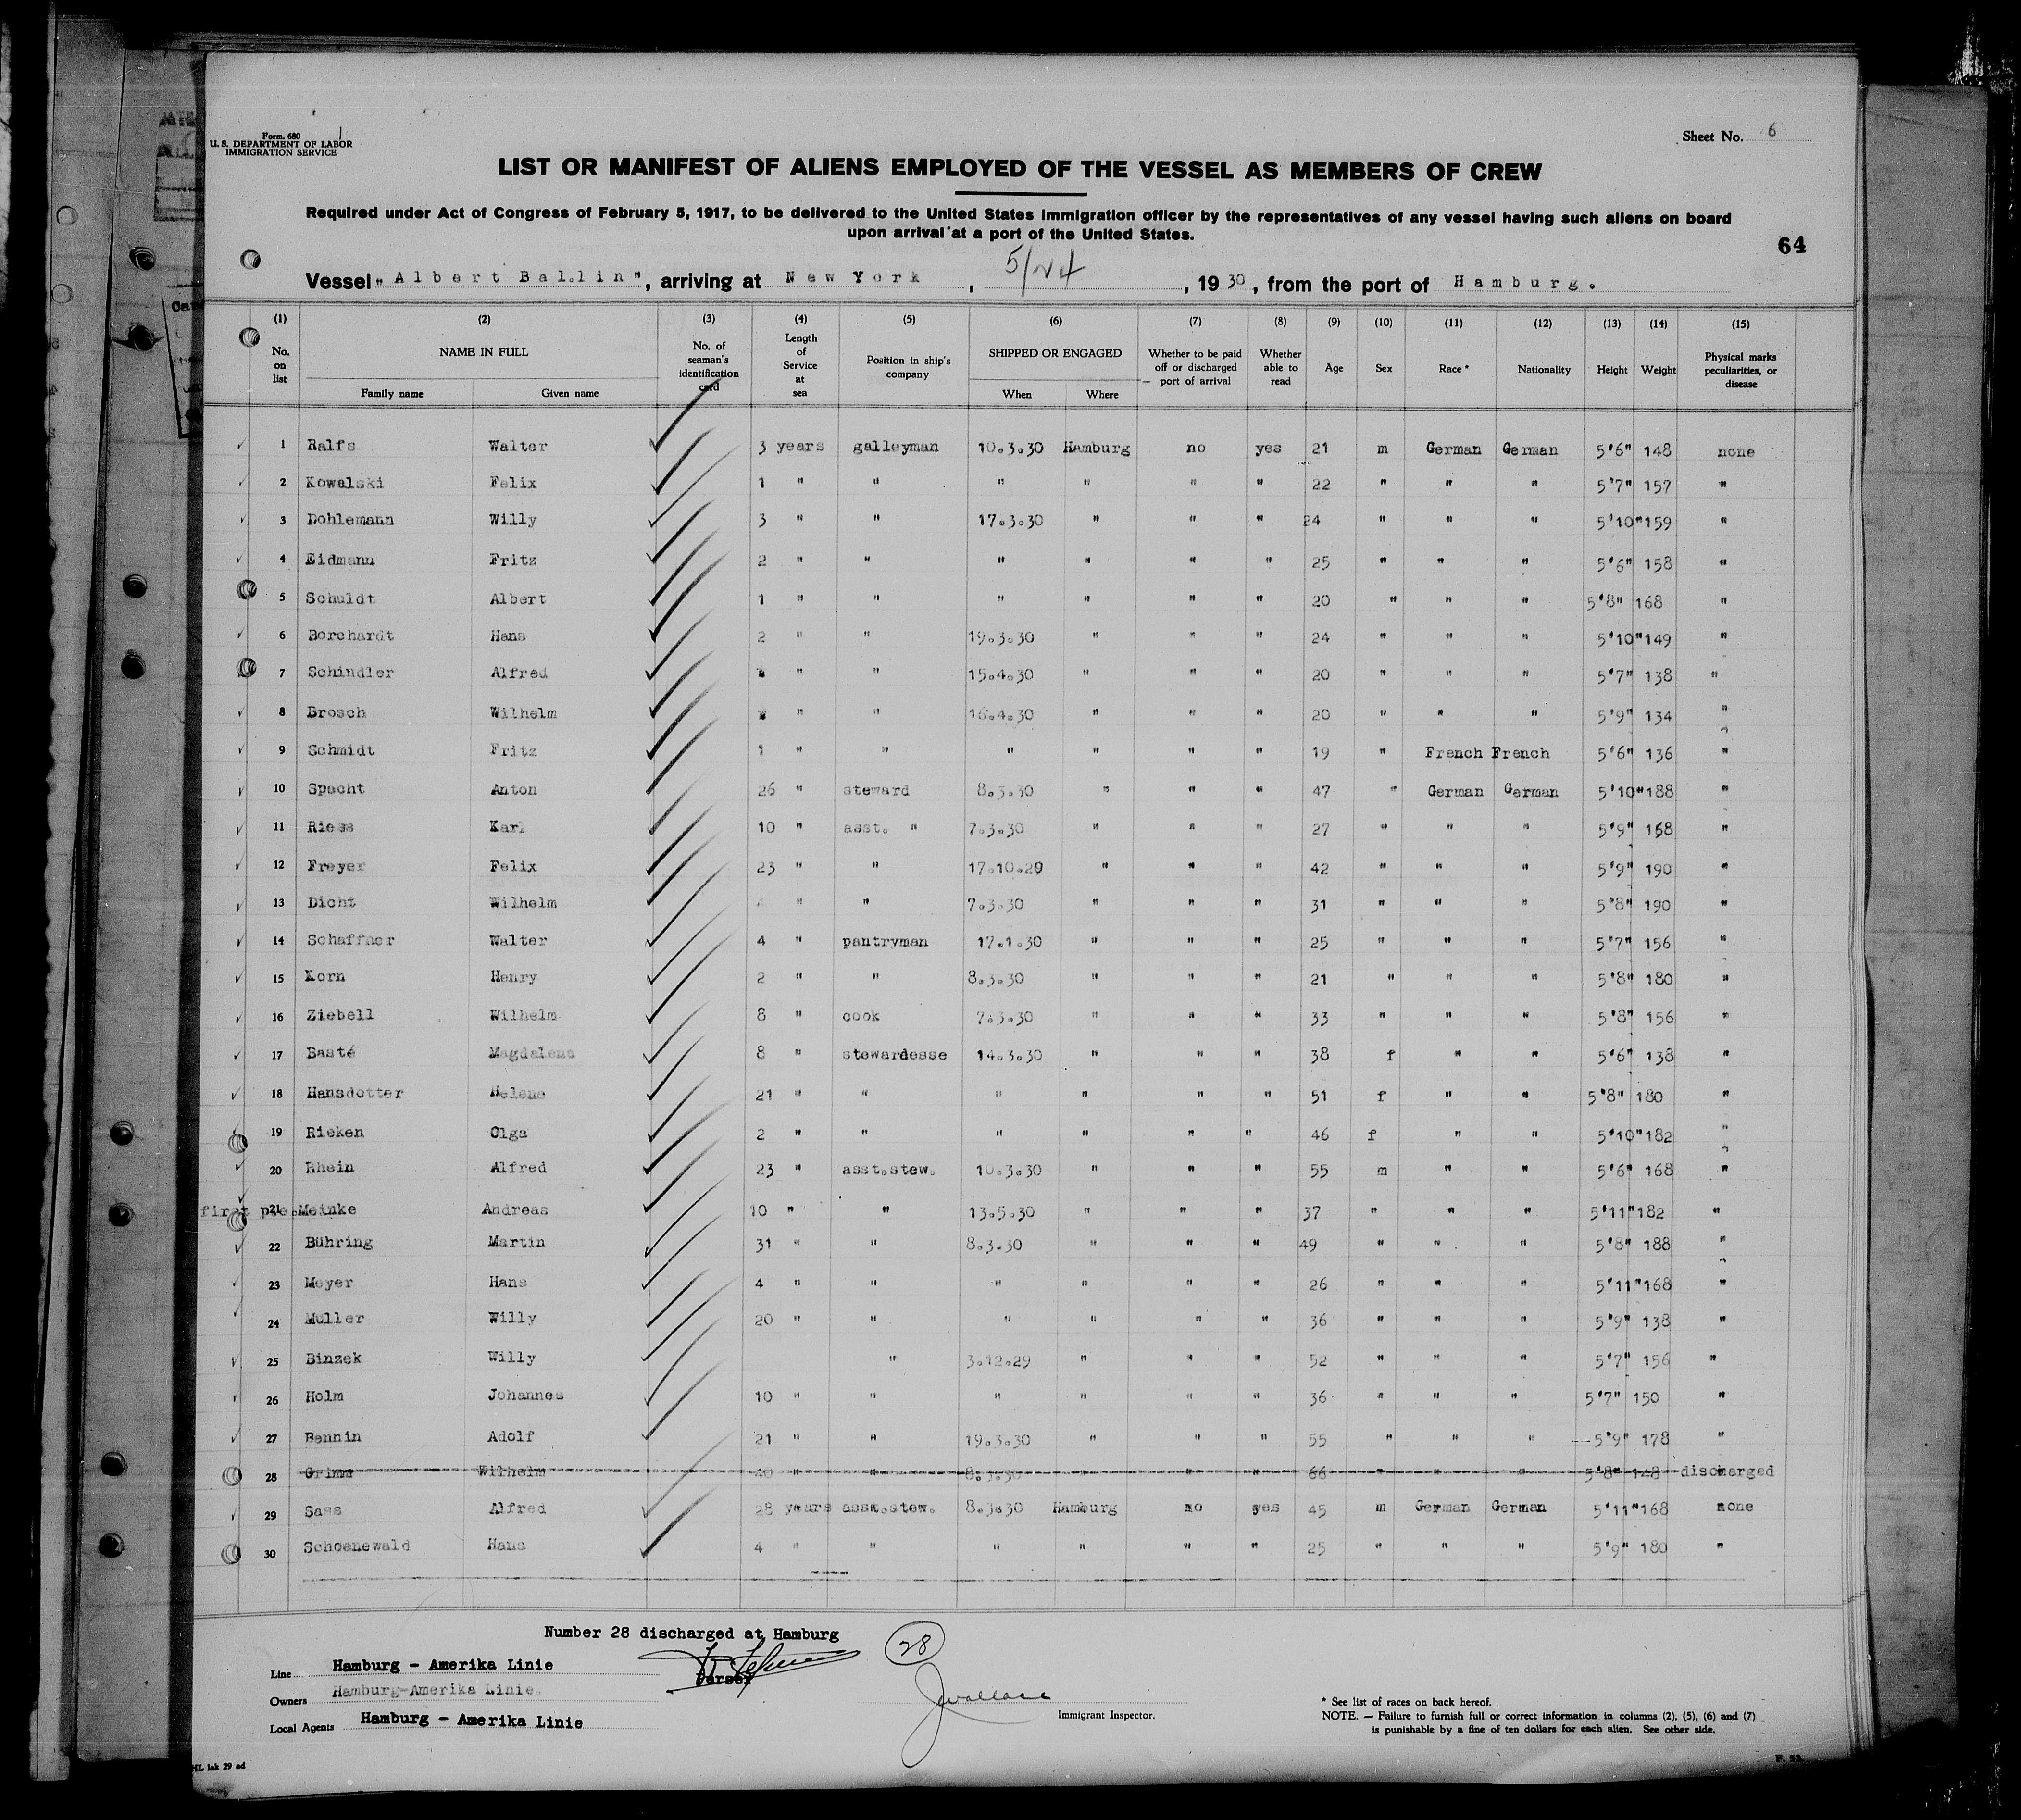 Form 680
U. S. DEPARTMENT OF LABOR
IMMIGRATION SERVICE
Sheet No. 6
LIST OR MANIFEST OF ALIENS EMPLOYED OF THE VESSEL AS MEMBERS OF CREW
Required under Act of Congress of February 5, 1917, to be delivered to the United States immigration officer by the representatives of any vessel having such aliens on board
upon arrival at a port of the United States.
64
Vessel "Albert Ballin", arriving at New York, 5/24, 1930, from the port of Hamburg.
(1) (2) (3) (4) (5) (6) (7) (8) (9) (10) (11) (12) (13) (14) (15)
No. on list NAME IN FULL Family name Given name No. of seaman's identification card Length of Service at sea Position in ship's company SHIPPED OR ENGAGED When Where Whether to be paid off or discharged port of arrival Whether able to read Age Sex Race * Nationality Height Weight Physical marks peculiarities, or disease
1 Ralfs Walter 3 years galleyman 10.3.30 Hamburg no yes 21 m German German 5'6" 148 none
2 Kowalski Felix 1 " " " " " " 22 " " " 5'7" 157 "
3 Dohlemann Willy 3 " " 17.3.30 " " " 24 " " " 5'10" 159 "
4 Eidmann Fritz 2 " " " " " " 25 " " " 5'6" 158 "
5 Schuldt Albert 1 " " " " " " 20 " " " 5'8" 168 "
6 Borchardt Hans 2 " " 19.3.30 " " " 24 " " " 5'10" 149 "
7 Schindler Alfred " " 15.4.30 " " " 20 " " " 5'7" 138 "
8 Brosch Wilhelm " " 16.4.30 " " " 20 " " " 5'9" 134 "
9 Schmidt Fritz 1 " " " " " " 19 " French French 5'6" 136 "
10 Specht Anton 26 " steward 8.3.30 " " " 47 " German German 5'10" 188 "
11 Riess Karl 10 " asst. " 7.3.30 " " " 27 " " " 5'9" 168 "
12 Freyer Felix 23 " " 17.10.29 " " " 42 " " " 5'9" 190 "
13 Dicht Wilhelm 4 " " 7.3.30 " " " 31 " " " 5'8" 190 "
14 Schaffner Walter 4 " pantryman 17.1.30 " " " 25 " " " 5'7" 156 "
15 Korn Henry 2 " " 8.3.30 " " " 21 " " " 5'8" 180 "
16 Ziebell Wilhelm 8 " cook 7.3.30 " " " 33 " " " 5'8" 156 "
17 Basté Magdalena 8 " stewardesse 14.3.30 " " " 38 f " " 5'6" 138 "
18 Hansdotter Helene 21 " " " " " " 51 f " " 5'8" 180 "
19 Rieken Olga 2 " " " " " " 46 f " " 5'10" 182 "
20 Rhein Alfred 23 " asst.stew. 10.3.30 " " " 55 m " " 5'6" 168 "
first 21 Meinke Andreas 10 " " 13.5.30 " " " 37 " " " 5'11" 182 "
22 Bühring Martin 31 " " 8.3.30 " " " 49 " " " 5'8" 188 "
23 Meyer Hans 4 " " " " " " 26 " " " 5'11" 168 "
24 Muller Willy 20 " " " " " " 36 " " " 5'9" 138 "
25 Binzek Willy " 3.12.29 " " " 52 " " " 5'7" 156 "
26 Holm Johannes 10 " " " " " " 36 " " " 5'7" 150 "
27 Bennin Adolf 21 " " 19.3.30 " " " 55 " " " 5'9" 178 "
28 Grimm Wilhelm 40 " " 8.3.30 " " " 66 " " " 5'8" 148 discharged
29 Sass Alfred 28 years asst.stew. 8.3.30 Hamburg no yes 45 m German German 5'11" 168 none
30 Schoenewald Hans 4 " " " " " " 25 " " " 5'9" 180 "
Number 28 discharged at Hamburg
28
Line Hamburg - Amerika Linie
Purser
Owners Hamburg-Amerika Linie.
Local Agents Hamburg - Amerika Linie
JWallace
Immigrant Inspector.
* See list of races on back hereof.
NOTE. — Failure to furnish full or correct information in columns (2), (5), (6) and (7)
is punishable by a fine of ten dollars for each alien. See other side.
HL lak 29 ad
F. 53